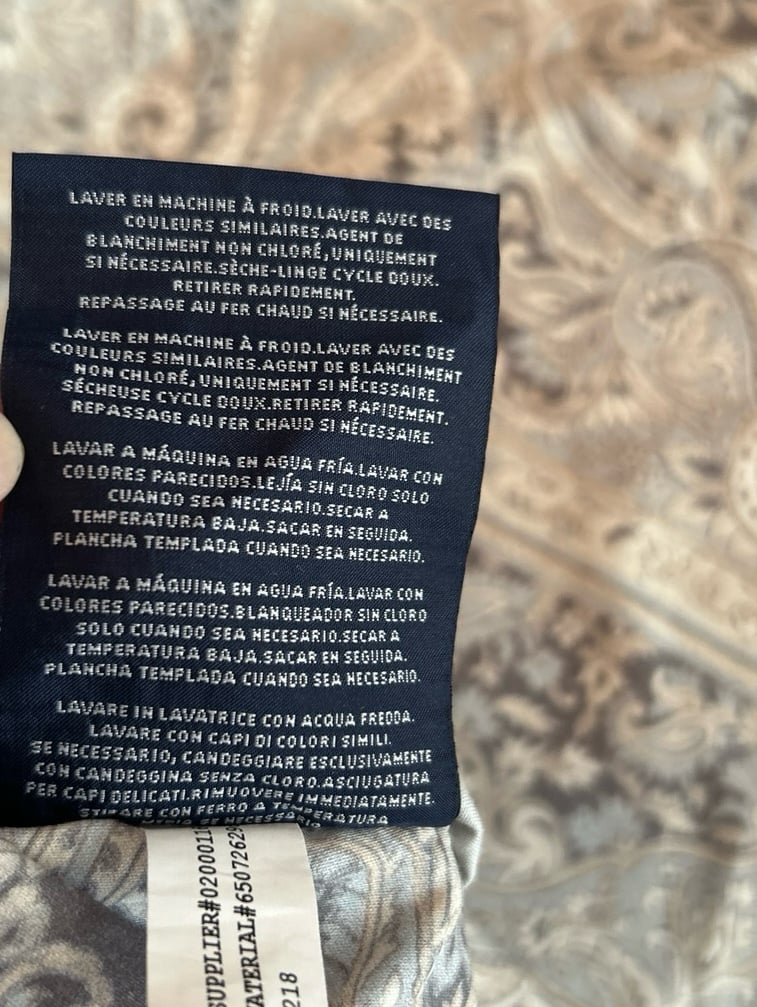 LAVER EN MACHINE À FROID.LAVER AVEC DES
COULEURS SIMILAIRES.AGENT DE
BLANCHIMENT NON CHLORÉ,UNIQUEMENT
SI NÉCESSAIRE.SÈCHE-LINGE CYCLE DOUX.
RETIRER RAPIDEMENT.
REPASSAGE AU FER CHAUD SI NÉCESSAIRE.
LAVER EN MACHINE À FROID.LAVER AVEC DES
COULEURS SIMILAIRES.AGENT DE BLANCHIMENT
NON CHLORÉ,UNIQUEMENT SI NÉCESSAIRE.
SÉCHEUSE CYCLE DOUX.RETIRER RAPIDEMENT.
REPASSAGE AU FER CHAUD SI NÉCESSAIRE.
LAVAR A MÁQUINA EN AGUA FRÍA.LAVAR CON
COLORES PARECIDOS.LEJÍA SIN CLORO SOLO
CUANDO SEA NECESARIO.SECAR A
TEMPERATURA BAJA.SACAR EN SEGUIDA.
PLANCHA TEMPLADA CUANDO SEA NECESARIO.
LAVAR A MÁQUINA EN AGUA FRÍA.LAVAR CON
COLORES PARECIDOS.BLANQUEADOR SIN CLORO
SOLO CUANDO SEA NECESARIO.SECAR A
TEMPERATURA BAJA.SACAR EN SEGUIDA.
PLANCHA TEMPLADA CUANDO SEA NECESARIO.
LAVARE IN LAVATRICE CON ACQUA FREDDA.
LAVARE CON CAPI DI COLORI SIMILI.
SE NECESSARIO, CANDEGGIARE ESCLUSIVAMENTE
CON CANDEGGINA SENZA CLORO.ASCIUGATURA
PER CAPI DELICATI.RIMUOVERE IMMEDIATAMENTE.
STIRARE CON FERRO A TEMPERATURA
SE NECESSARIO
SUPPLIER#020001
MATERIAL#6507262
218